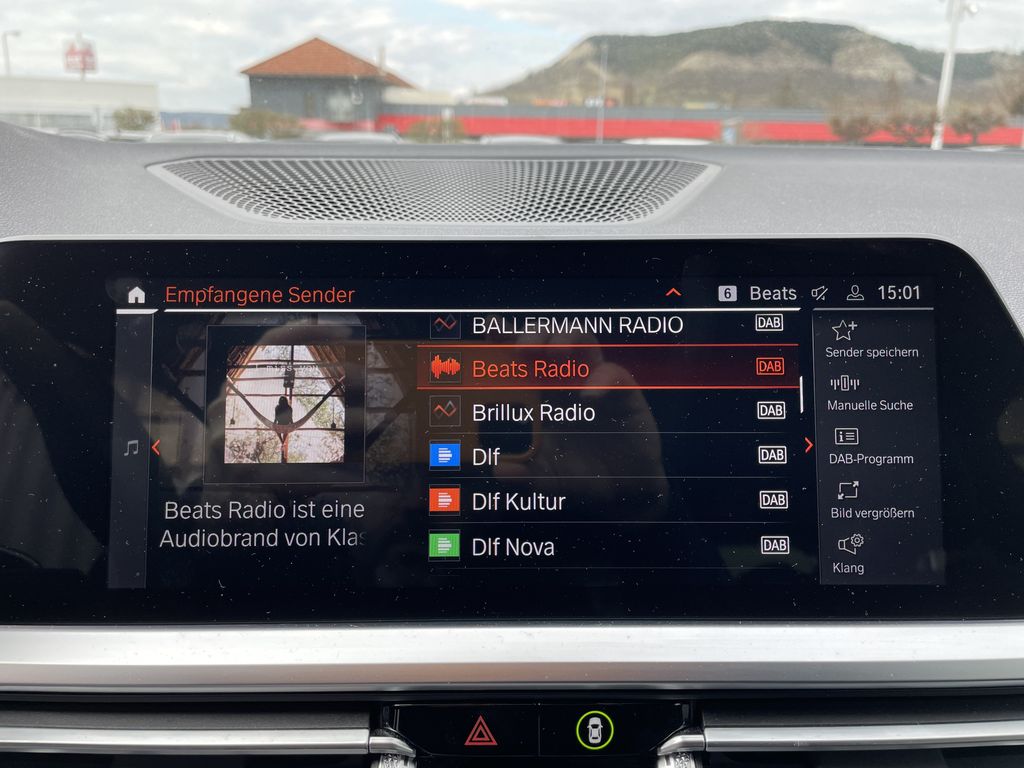 Empfangene Sender
6 Beats 15:01
BALLERMANN RADIO DAB
Beats Radio DAB
Brillux Radio DAB
Dlf DAB
Dlf Kultur DAB
Dlf Nova DAB
Beats Radio ist eine
Audiobrand von Klas
Sender speichern
Manuelle Suche
DAB-Programm
Bild vergrößern
Klang